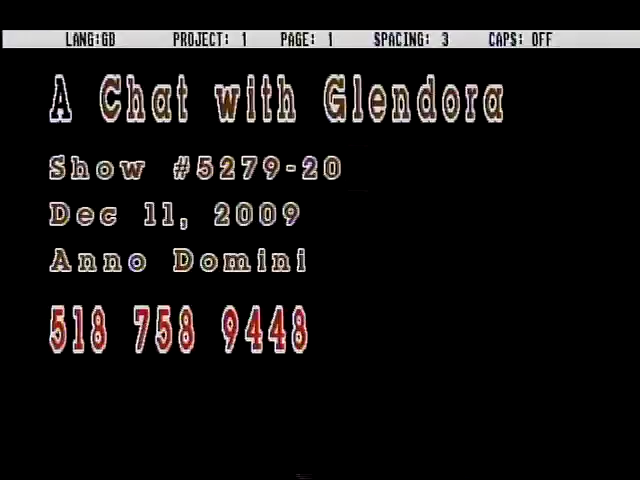 LANG:GB PROJECT: 1 PAGE: 1 SPACING: 3 CAPS: OFF
A Chat with Glendora
Show #5279-20
Dec 11, 2009
Anno Domini
518 758 9448